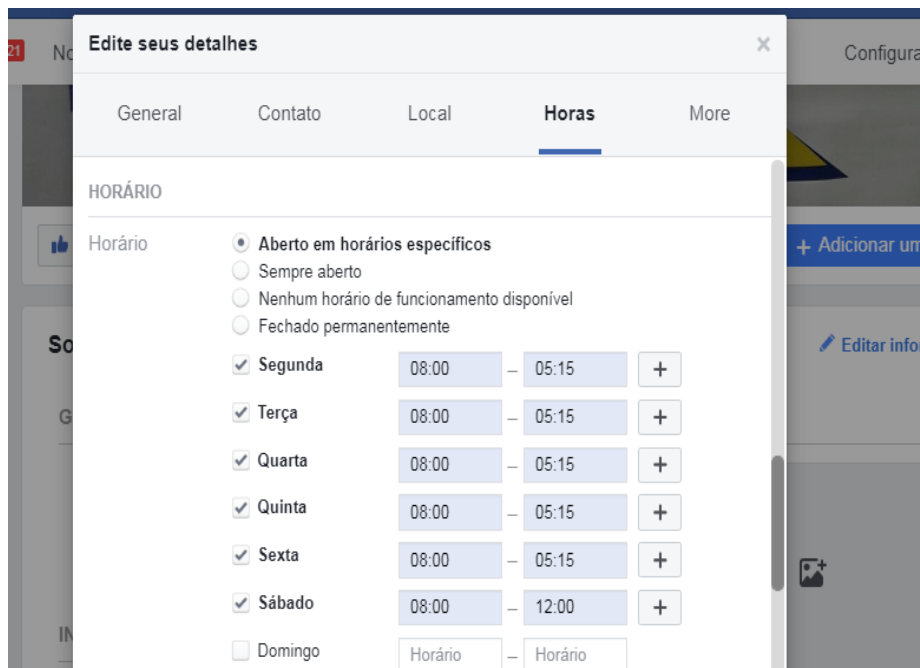 Edite seus detalhes ×
21 No Configura
General Contato Local Horas More
HORÁRIO
Horário Aberto em horários específicos
+ Adicionar um
Sempre aberto
Nenhum horário de funcionamento disponível
Fechado permanentemente
So Editar info
Segunda 08:00 – 05:15 +
Terça 08:00 – 05:15 +
G
Quarta 08:00 – 05:15 +
Quinta 08:00 – 05:15 +
Sexta 08:00 – 05:15 +
Sábado 08:00 – 12:00 +
IN
Domingo Horário – Horário